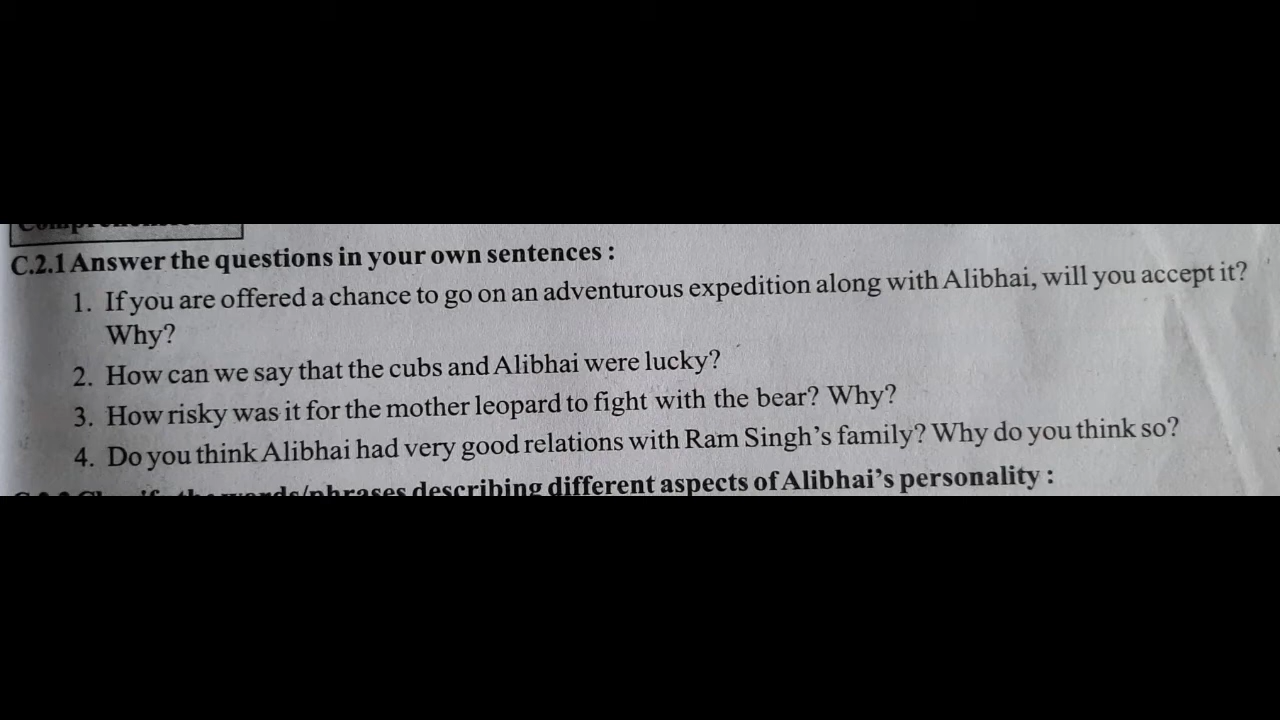 C.2.1 Answer the questions in your own sentences :
1. If you are offered a chance to go on an adventurous expedition along with Alibhai, will you accept it?
Why?
2. How can we say that the cubs and Alibhai were lucky?
3. How risky was it for the mother leopard to fight with the bear? Why?
4. Do you think Alibhai had very good relations with Ram Singh's family? Why do you think so?
describing different aspects of Alibhai's personality :